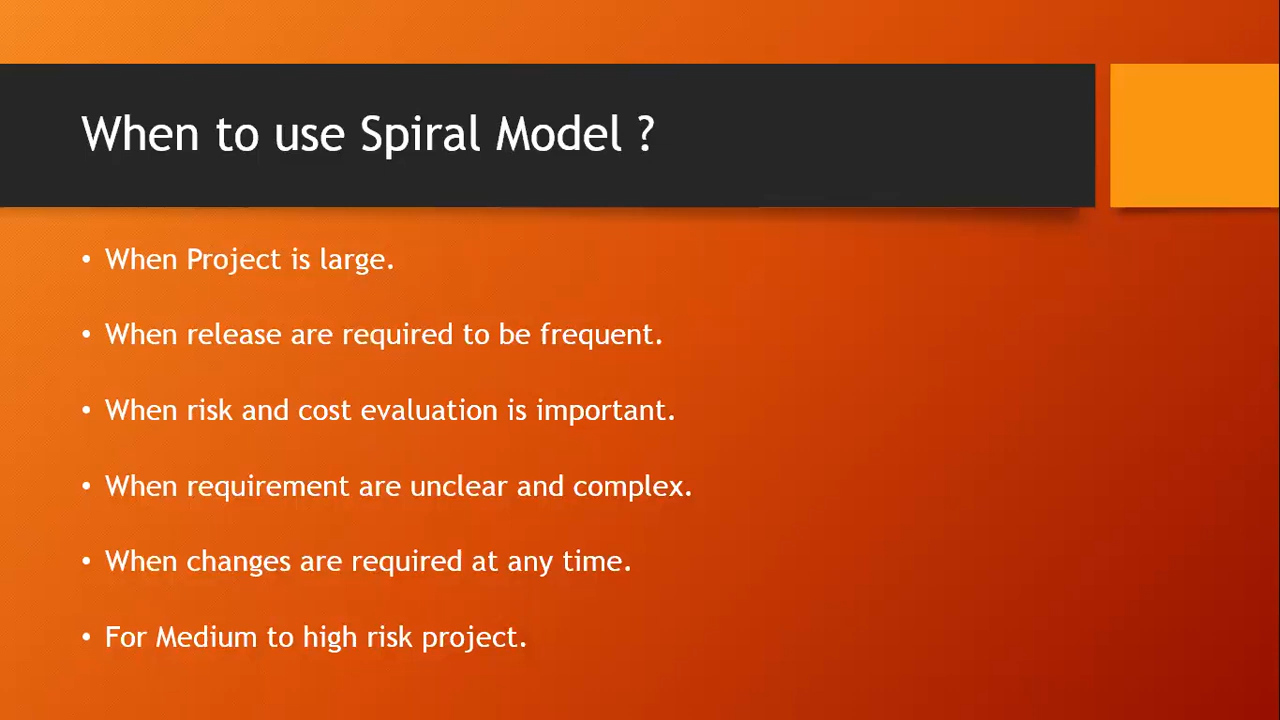 When to use Spiral Model ?
• When Project is large.
• When release are required to be frequent.
• When risk and cost evaluation is important.
• When requirement are unclear and complex.
• When changes are required at any time.
• For Medium to high risk project.